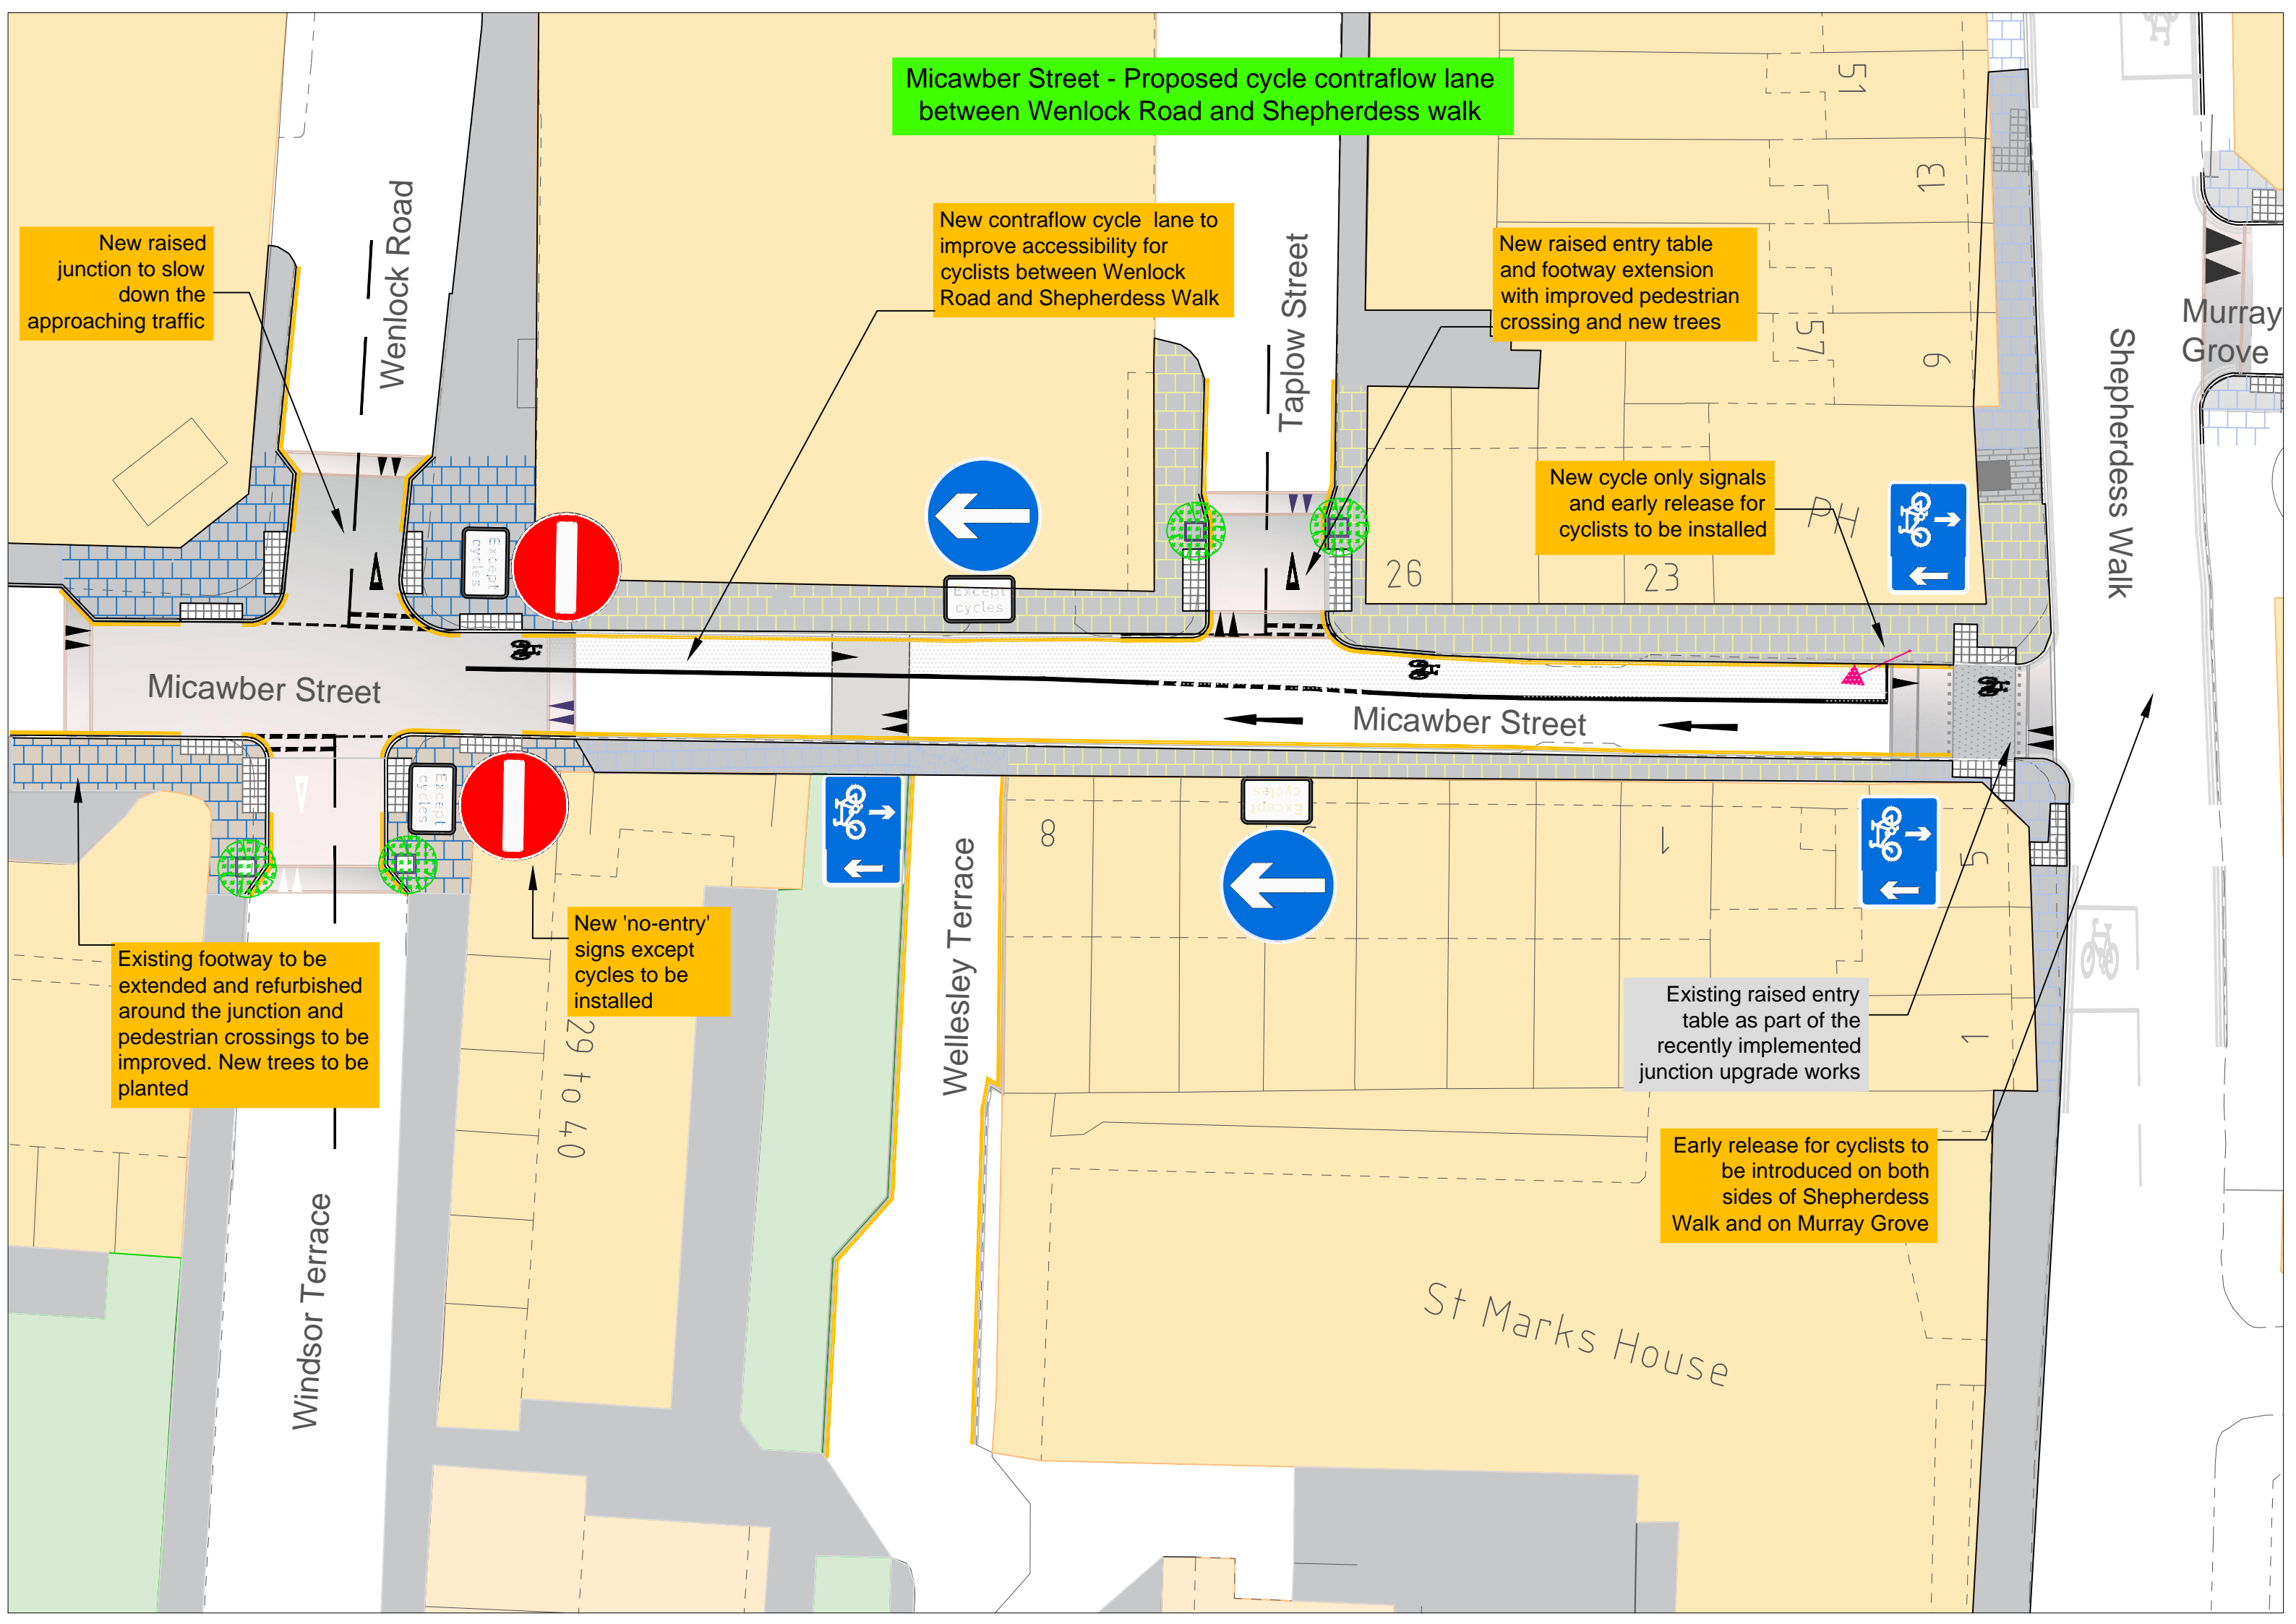 Micawber Street - Proposed cycle contraflow lane
between Wenlock Road and Shepherdess walk
New raised
junction to slow
down the
approaching traffic
Wenlock Road
New contraflow cycle lane to
improve accessibility for
cyclists between Wenlock
Road and Shepherdess Walk
Taplow Street
New raised entry table
and footway extension
with improved pedestrian
crossing and new trees
51
13
57
6
Murray
Grove
Shepherdess Walk
New cycle only signals
and early release for
cyclists to be installed
PH
26
23
Except
cycles
Except
cycles
Micawber Street
Micawber Street
Except
cycles
Except
cycles
8
1
5
1
New 'no-entry'
signs except
cycles to be
installed
29 to 40
Existing footway to be
extended and refurbished
around the junction and
pedestrian crossings to be
improved. New trees to be
planted
Wellesley Terrace
Existing raised entry
table as part of the
recently implemented
junction upgrade works
Early release for cyclists to
be introduced on both
sides of Shepherdess
Walk and on Murray Grove
Windsor Terrace
St Marks House